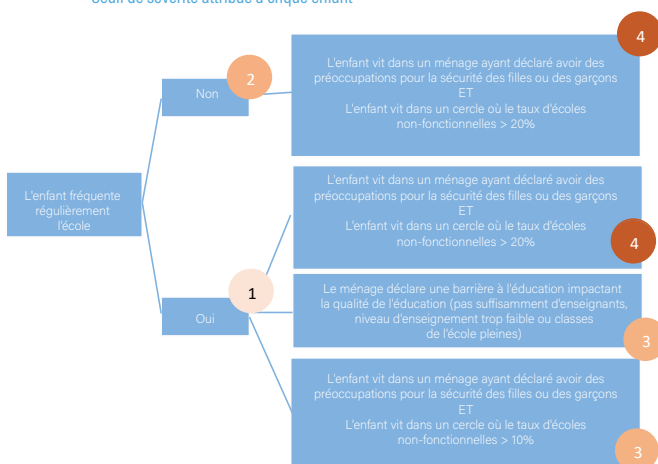 Seuil de sévérité attribué à chque enfant
4
L'enfant vit dans un ménage ayant déclaré avoir des
préoccupations pour la sécurité des filles ou des garçons
ET
L'enfant vit dans un cercle où le taux d'écoles
non-fonctionnelles > 20%
Non
2
L'enfant fréquente
régulièrement
l'école
L'enfant vit dans un ménage ayant déclaré avoir des
préoccupations pour la sécurité des filles ou des garçons
ET
L'enfant vit dans un cercle où le taux d'écoles
non-fonctionnelles > 20%
4
Oui
1
Le ménage déclare une barrière à l'éducation impactant
la qualité de l'éducation (pas suffisamment d'enseignants,
niveau d'enseignement trop faible ou classes
de l'école pleines)
3
L'enfant vit dans un ménage ayant déclaré avoir des
préoccupations pour la sécurité des filles ou des garçons
ET
L'enfant vit dans un cercle où le taux d'écoles
non-fonctionnelles > 10%
3